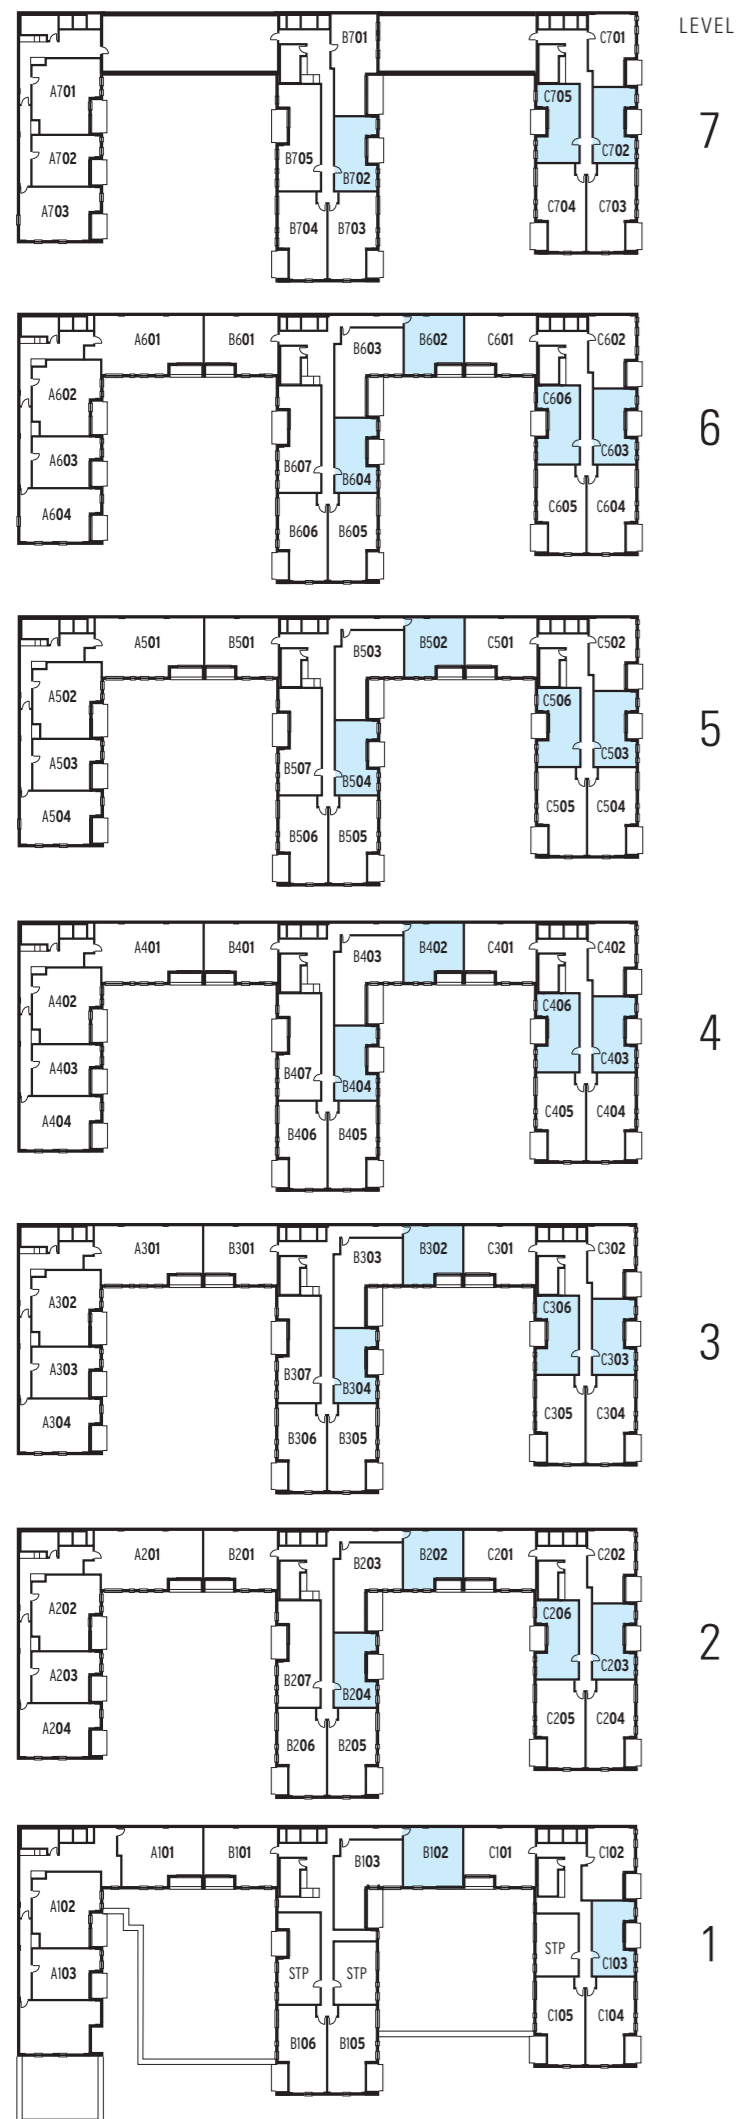 LEVEL
B701 C701
A701 C705
7
A702 B705 C702
B702
A703 B704 B703 C704 C703
A601 B601 B602 C601 C602
B603
A602 C606
6
A603 B607 C603
B604
A604 B606 B605 C605 C604
A501 B501 B502 C501 C502
B503
A502 C506
5
A503 B507 C503
B504
A504 B506 B505 C505 C504
A401 B401 B402 C401 C402
B403
A402 C406
4
A403 B407 C403
B404
A404 B406 B405 C405 C404
A301 B301 B302 C301 C302
B303
A302 C306
3
A303 B307 C303
B304
A304 B306 B305 C305 C304
A201 B201 B202 C201 C202
B203
A202 C206
2
A203 B207 C203
B204
A204 B206 B205 C205 C204
A101 B101 B102 C101 C102
B103
A102
1
STP
A103 STP STP C103
B106 B105 C105 C104